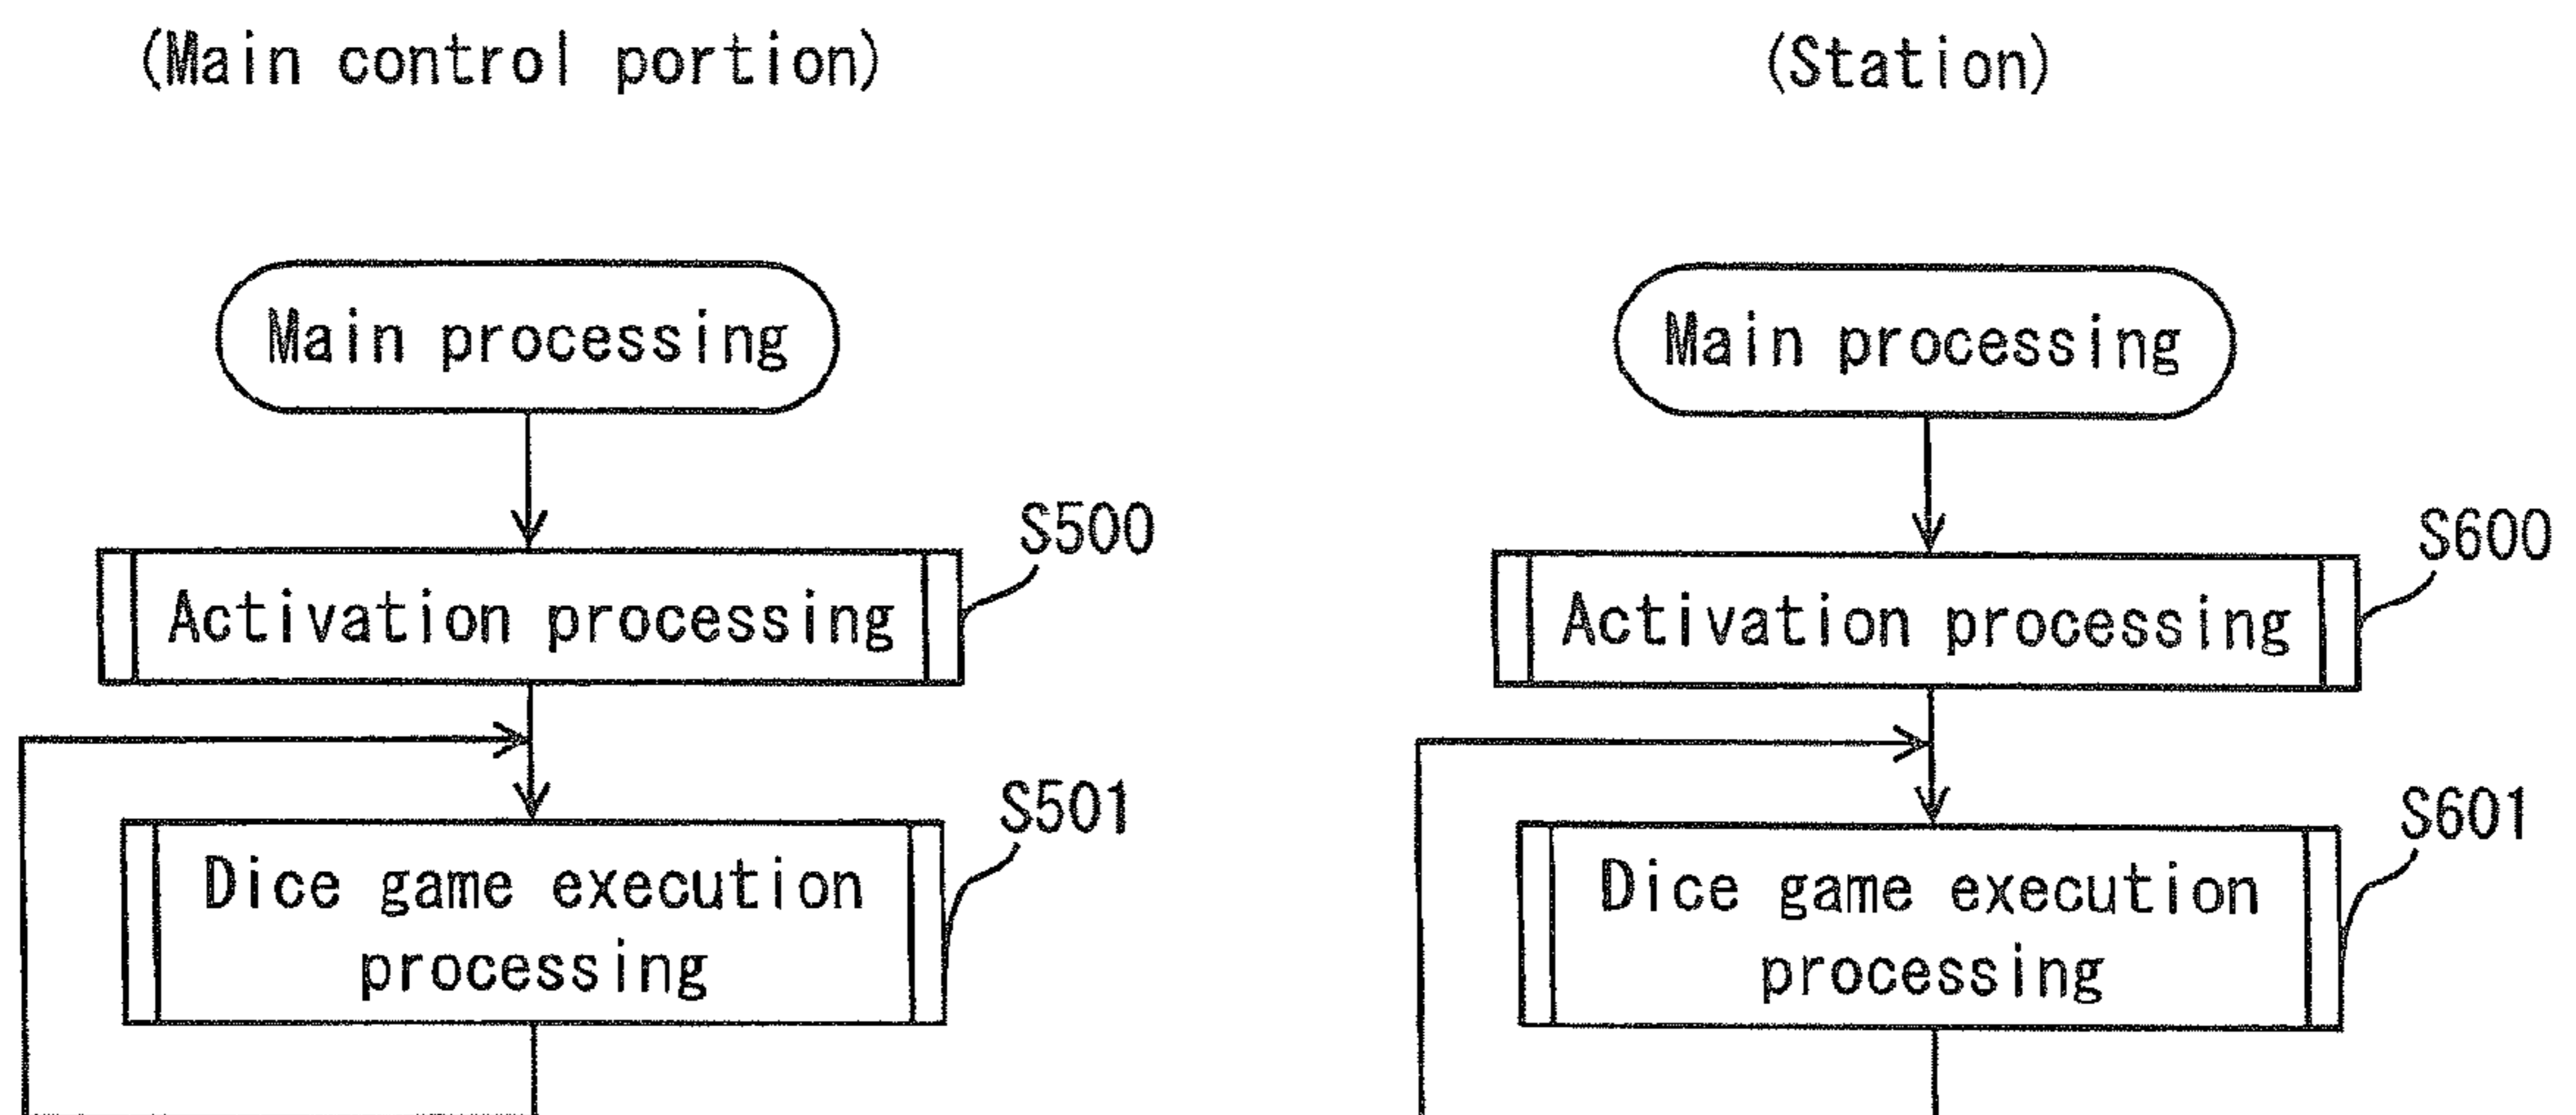 (Main control portion)
Main processing
S500
Activation processing
S501
Dice game execution
processing
(Station)
Main processing
S600
Activation processing
S601
Dice game execution
processing